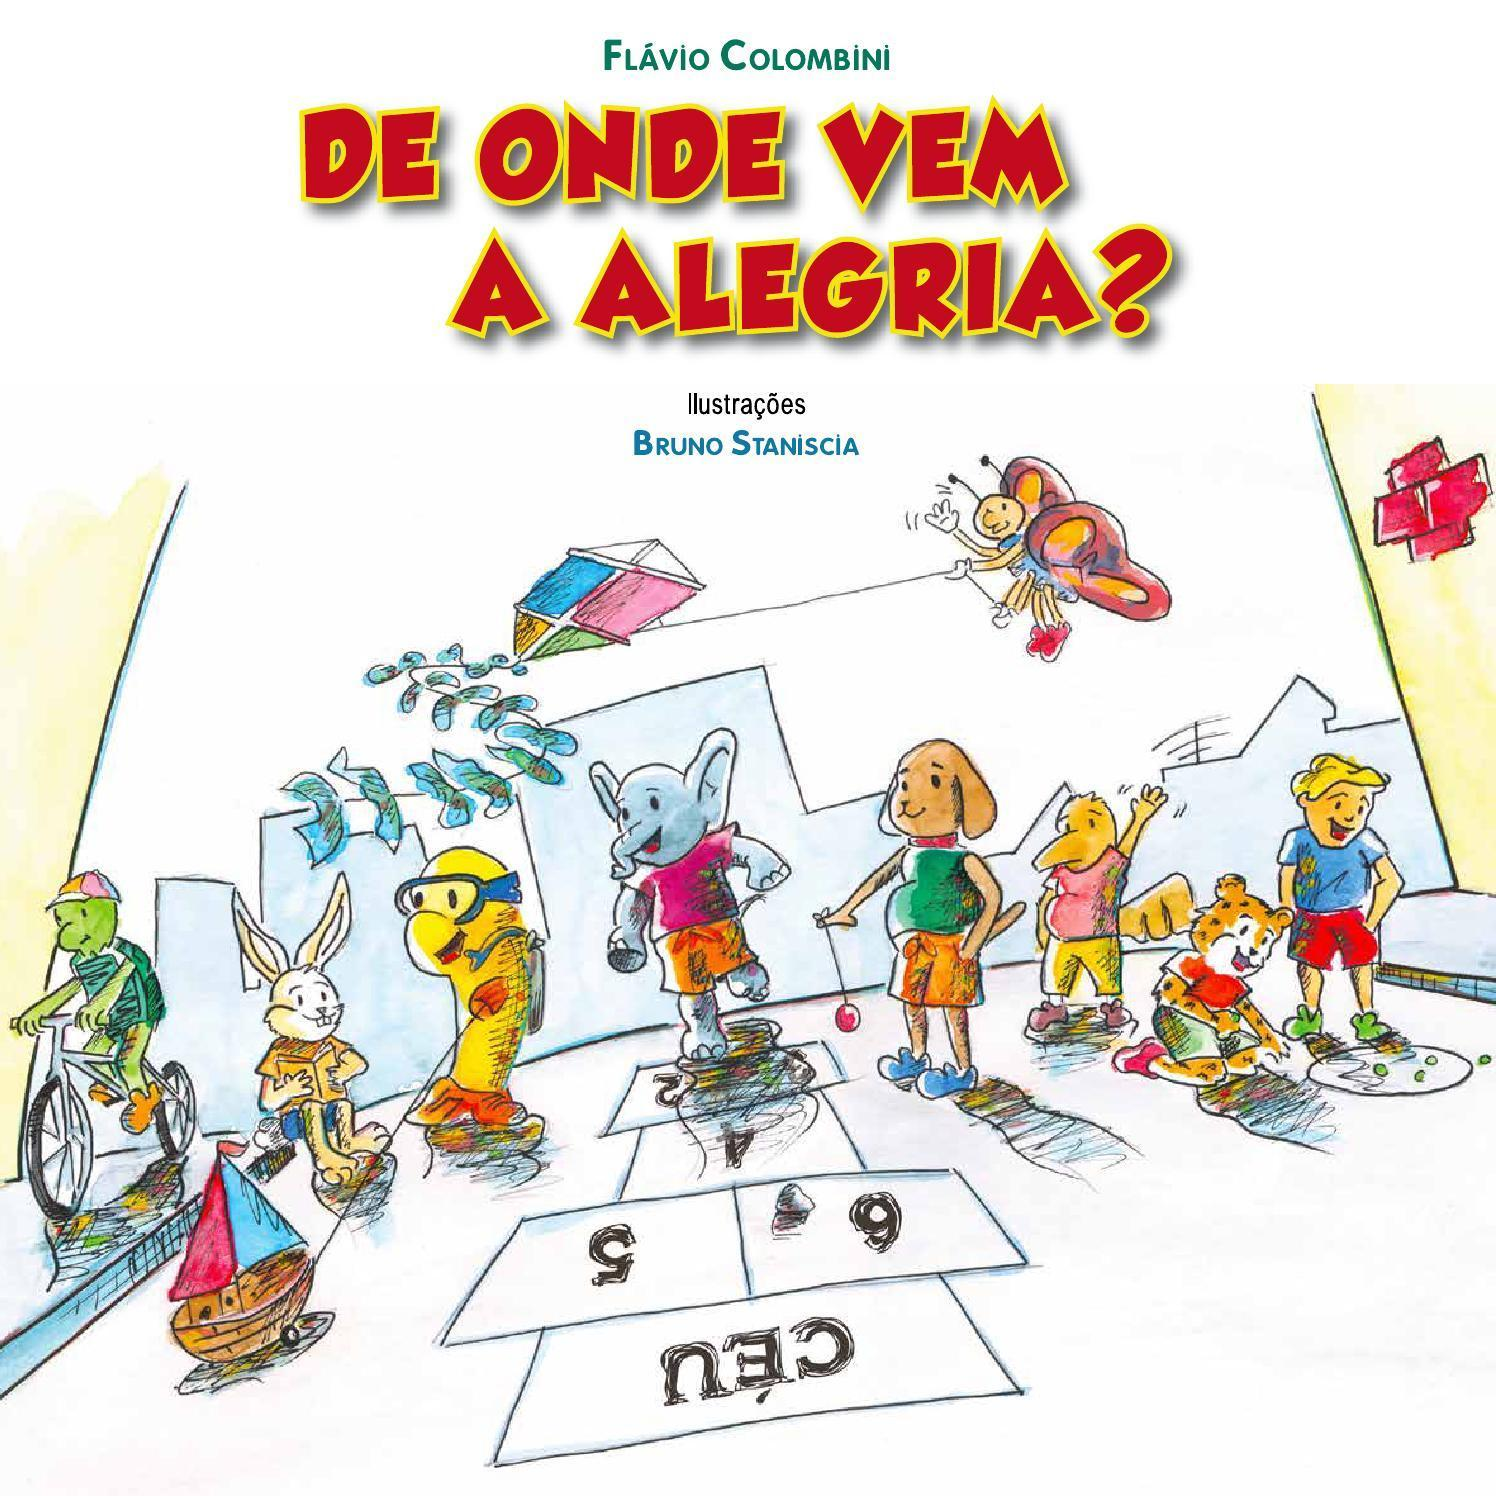 Flávio Colombini
DE ONDE VEM
A ALEGRIA?
Ilustrações
Bruno Staniscia
2
4
5 6
CÉU